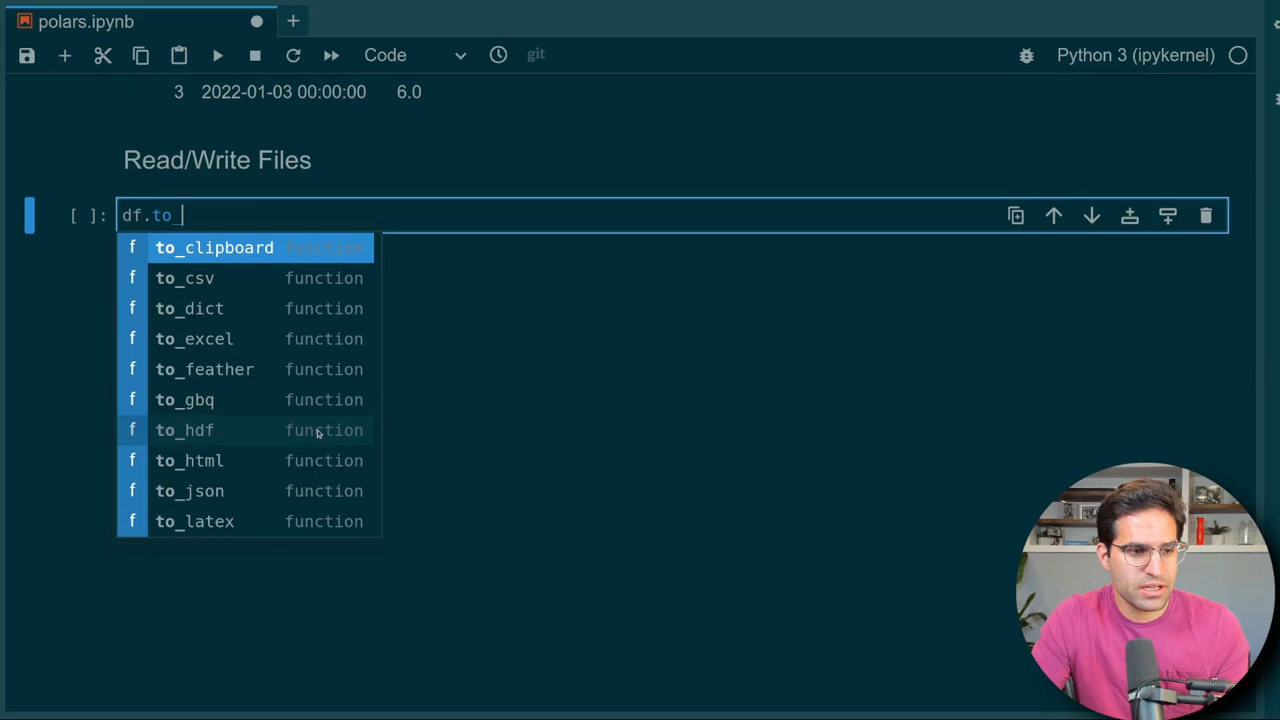 polars.ipynb
Code
git
Python 3 (ipykernel)
3 2022-01-03 00:00:00 6.0
Read/Write Files
[ ]: df.to_
f to_clipboard function
f to_csv function
f to_dict function
f to_excel function
f to_feather function
f to_gbq function
f to_hdf function
f to_html function
f to_json function
f to_latex function